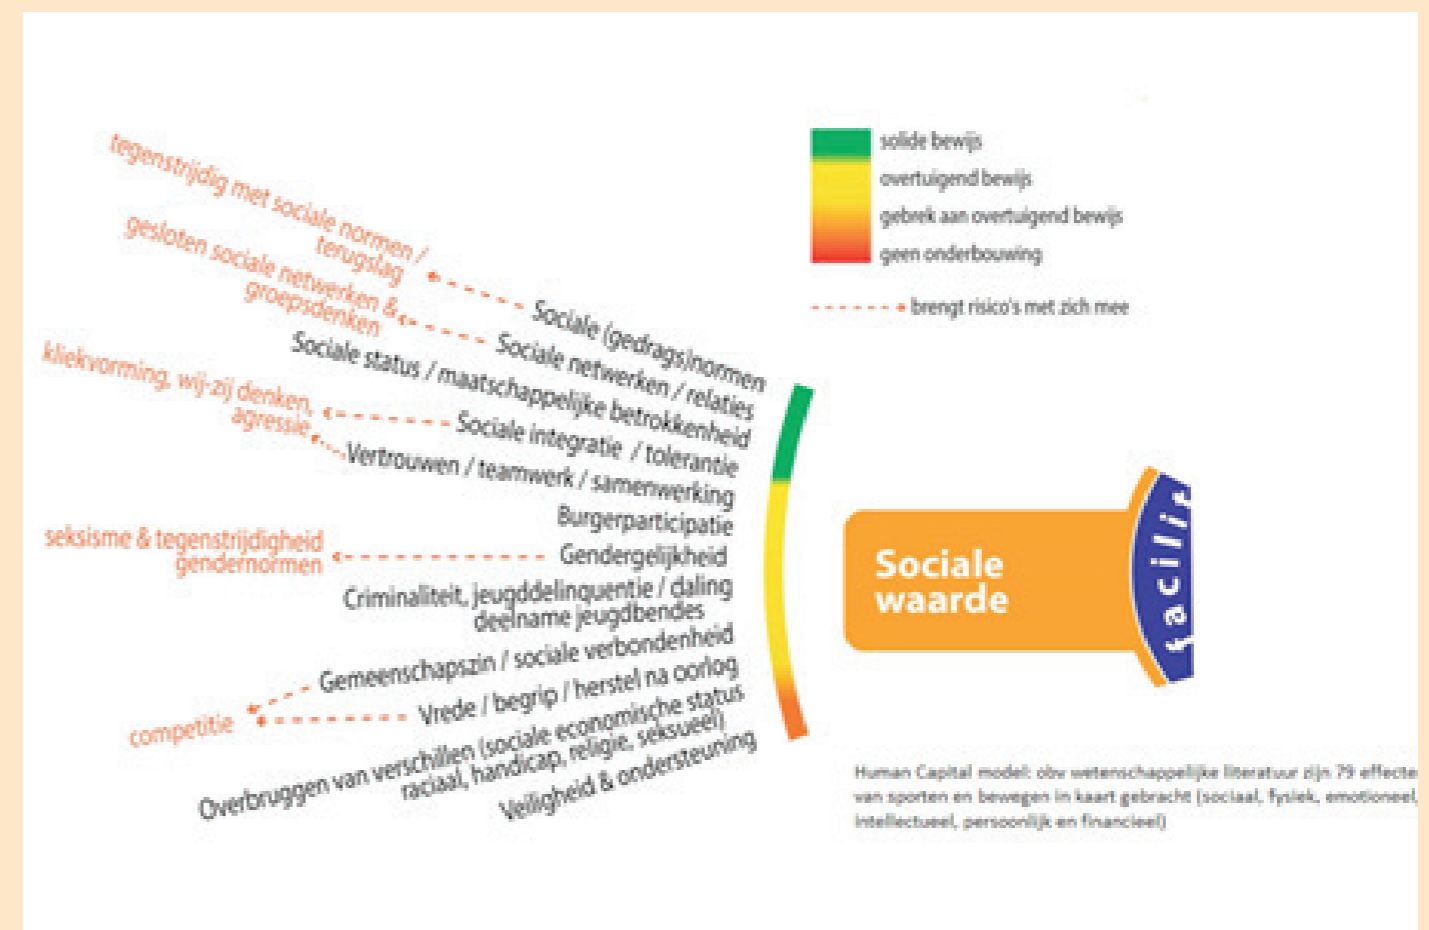 tegenstrijdig met sociale normen /
terugslag
gesloten sociale netwerken &
groepsdenken
kliekvorming, wij-zij denken,
agressie
seksisme & tegenstrijdigheid
gendernormen
competitie
Sociale (gedrags)normen
Sociale netwerken / relaties
Sociale status / maatschappelijke betrokkenheid
Sociale integratie / tolerantie
Vertrouwen / teamwerk / samenwerking
Burgerparticipatie
Gendergelijkheid
Criminaliteit, jeugddelinquentie / daling
deelname jeugdbendes
Gemeenschapszin / sociale verbondenheid
Vrede / begrip / herstel na oorlog
Overbruggen van verschillen (sociale economische status
raciaal, handicap, religie, seksueel)
Veiligheid & ondersteuning
solide bewijs
overtuigend bewijs
gebrek aan overtuigend bewijs
geen onderbouwing
brengt risico's met zich mee
Sociale
waarde
facilit
Human Capital model: obv wetenschappelijke literatuur zijn 79 effecte
van sporten en bewegen in kaart gebracht (sociaal, fysiek, emotioneel,
intellectueel, persoonlijk en financieel)